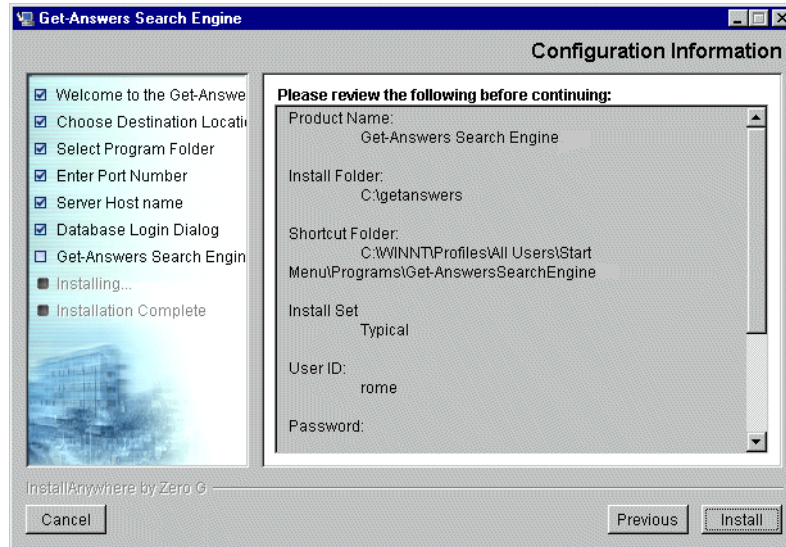 Get-Answers Search Engine
Configuration Information
Welcome to the Get-Answe
Choose Destination Locati
Select Program Folder
Enter Port Number
Server Host name
Database Login Dialog
Get-Answers Search Engin
Installing...
Installation Complete
Please review the following before continuing:
Product Name:
Get-Answers Search Engine
Install Folder:
C:\getanswers
Shortcut Folder:
C:\WINNT\Profiles\All Users\Start
Menu\Programs\Get-AnswersSearchEngine
Install Set
Typical
User ID:
rome
Password:
InstallAnywhere by Zero G
Cancel
Previous
Install